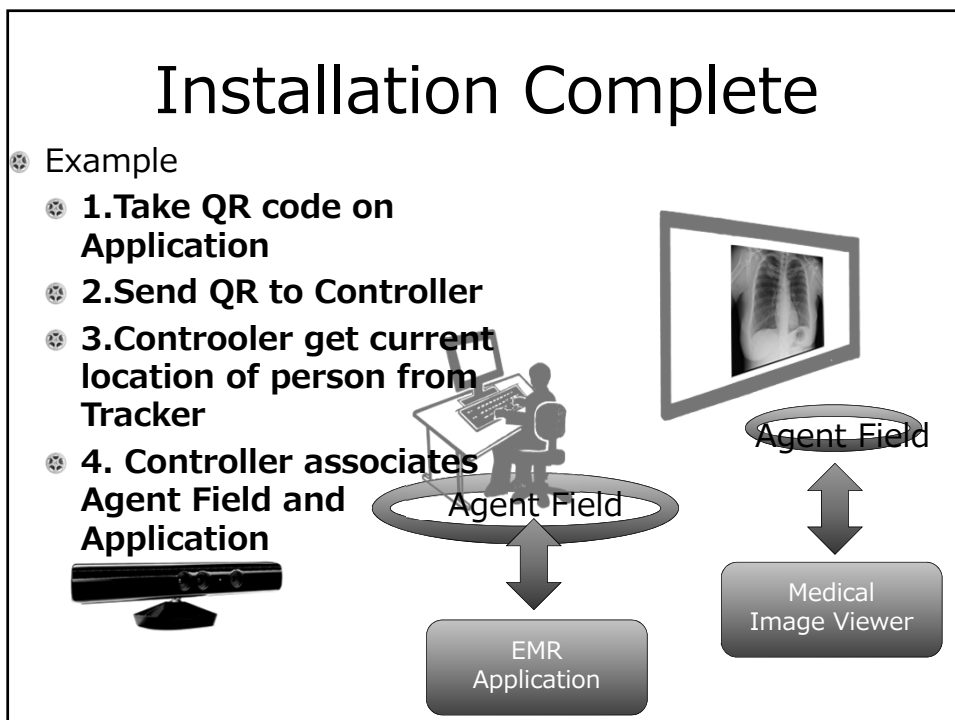 Installation Complete
Example
1.Take QR code on
Application
2.Send QR to Controller
3.Controoler get current
location of person from
Tracker
4. Controller associates
Agent Field and
Application
Agent Field
Agent Field
EMR
Application
Medical
Image Viewer